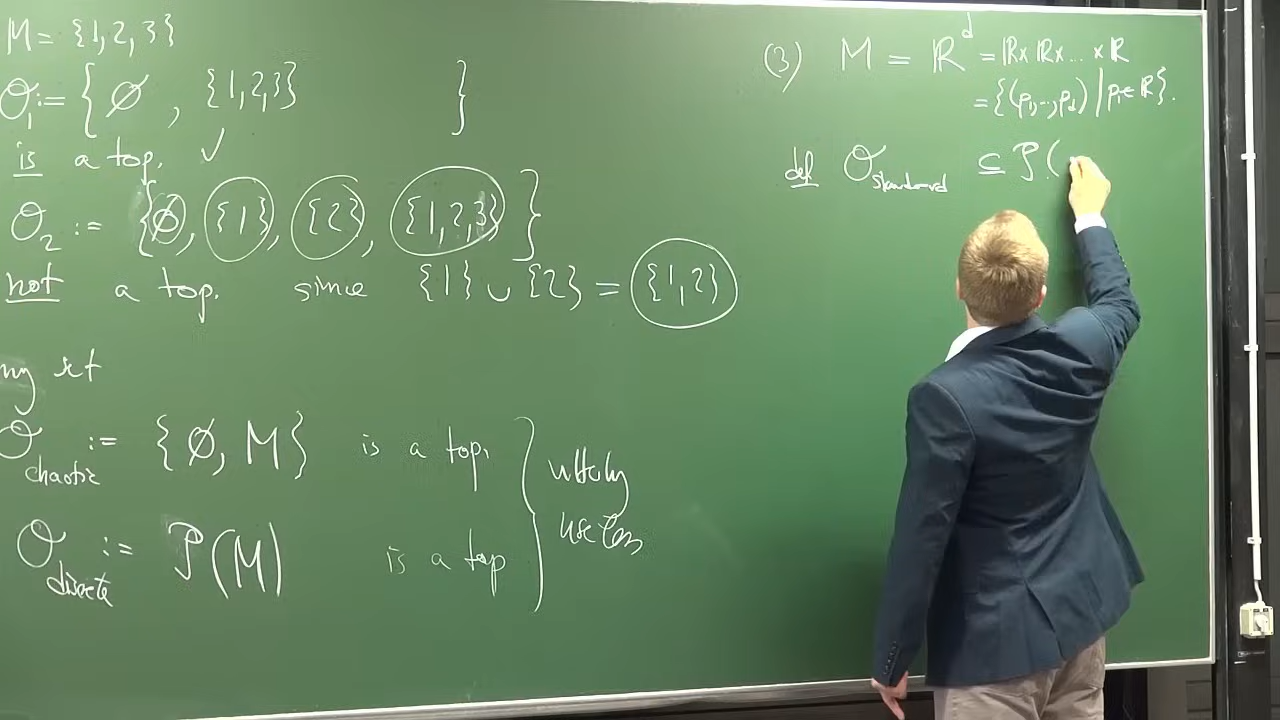 M = {1,2,3}
O₁ := { ∅ , {1,2,3} }
is a top. ✓
O₂ := {∅, {1}, {2}, {1,2,3}}
not a top. since {1} ∪ {2} = {1,2}
ny set
O chaotic := {∅, M} is a top.
utterly
useless
O discrete := P(M) is a top
(3) M = ℝᵈ = ℝ × ℝ × ... × ℝ
= {(p₁, .., p_d) | pᵢ ∈ ℝ}.
def O standard ⊆ P(